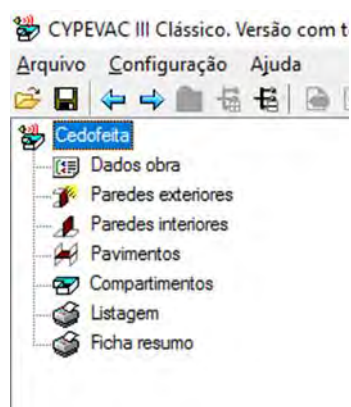 CYPEVAC III Clássico. Versão com t
Arquivo Configuração Ajuda
Cedofeita
Dados obra
Paredes exteriores
Paredes interiores
Pavimentos
Compartimentos
Listagem
Ficha resumo